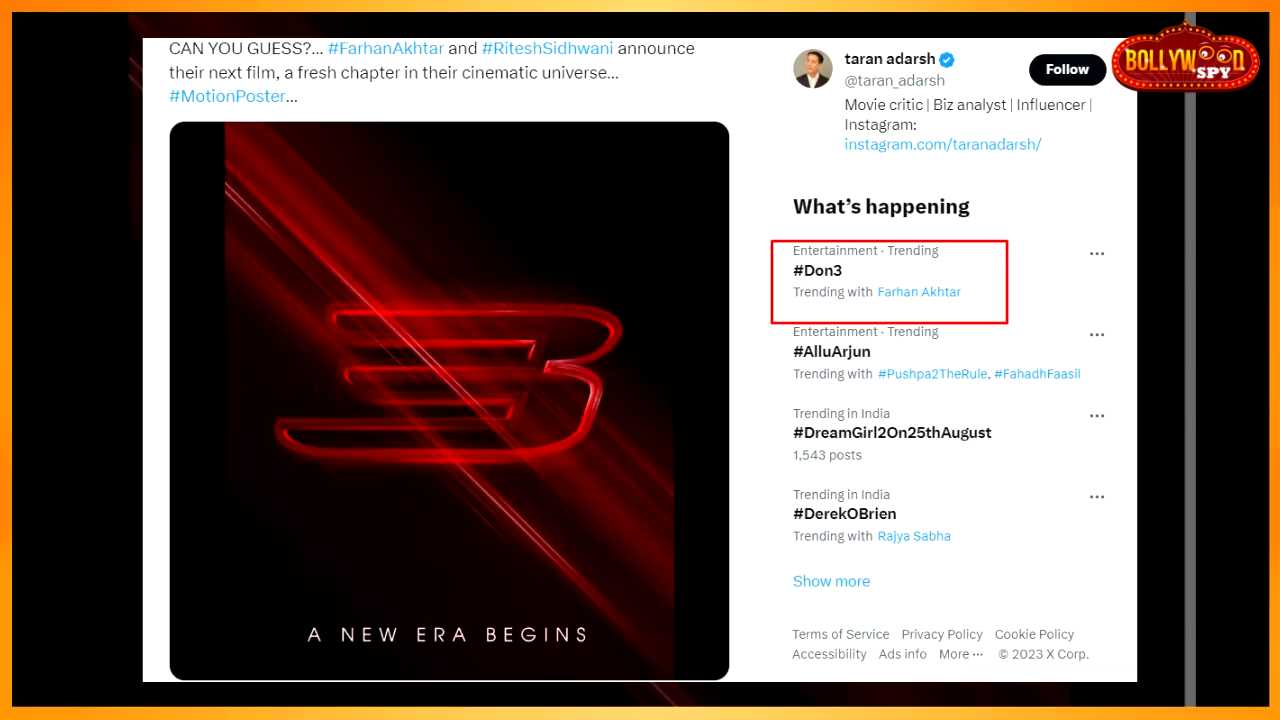 CAN YOU GUESS?... #FarhanAkhtar and #RiteshSidhwani announce
their next film, a fresh chapter in their cinematic universe...
#MotionPoster...
3
A NEW ERA BEGINS
taran adarsh
@taran_adarsh
Follow
Movie critic | Biz analyst | Influencer |
Instagram:
instagram.com/taranadarsh/
What's happening
Entertainment · Trending
#Don3
Trending with Farhan Akhtar
Entertainment · Trending
#AlluArjun
Trending with #Pushpa2TheRule, #FahadhFaasil
Trending in India
#DreamGirl2On25thAugust
1,543 posts
Trending in India
#DerekOBrien
Trending with Rajya Sabha
Show more
Terms of Service Privacy Policy Cookie Policy
Accessibility Ads info More ··· © 2023 X Corp.
BOLLYWOOD
SPY